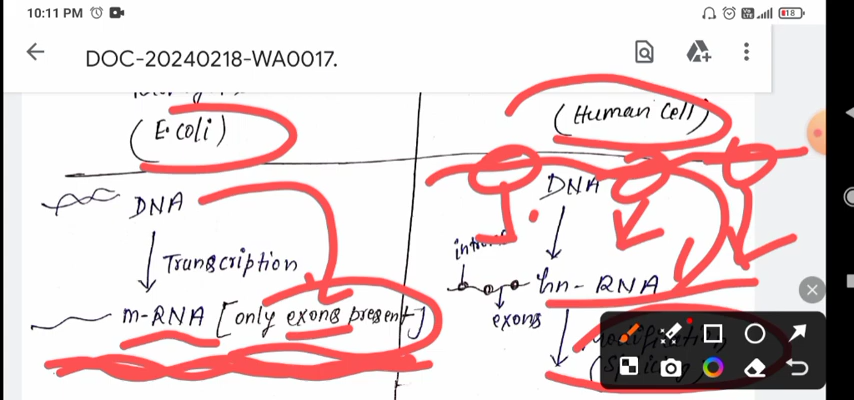 10:11 PM
18
DOC-20240218-WA0017.
(E.coli)
(Human Cell)
DNA
DNA
Transcription
m-RNA [only exons present]
hn-RNA
exons